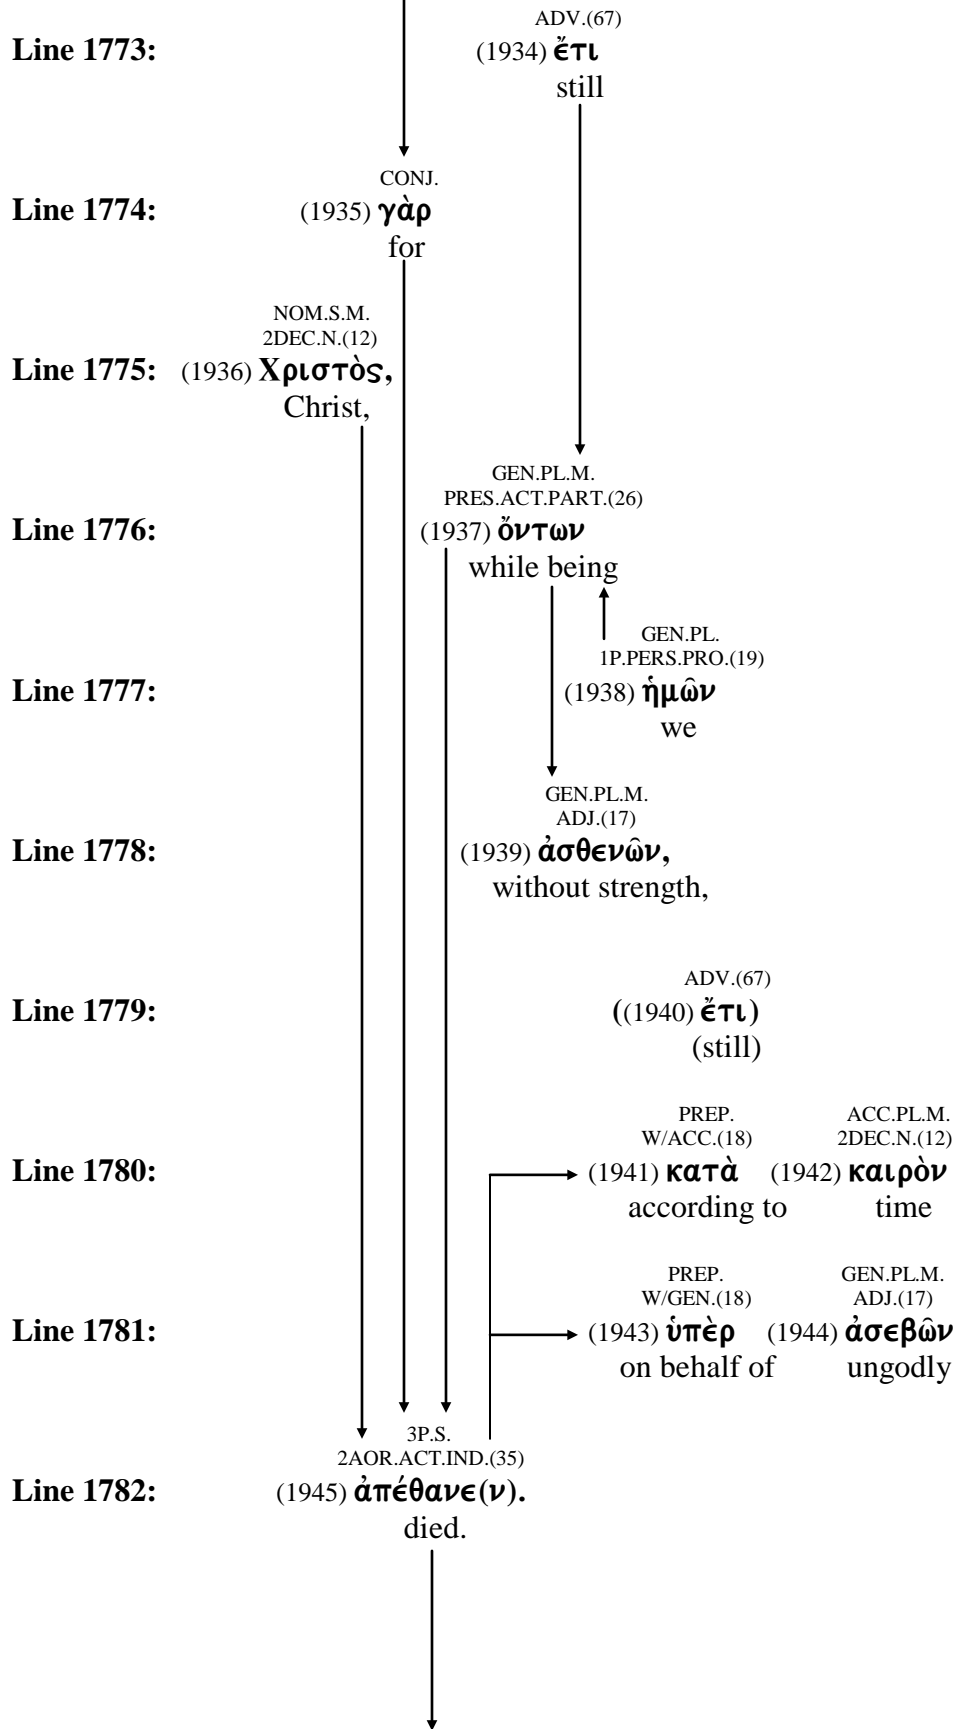 ADV.(67)
Line 1773: (1934) ἔτι
still
CONJ.
Line 1774: (1935) γὰρ
for
NOM.S.M.
2DEC.N.(12)
Line 1775: (1936) Χριστὸς,
Christ,
GEN.PL.M.
PRES.ACT.PART.(26)
Line 1776: (1937) ὄντων
while being
GEN.PL.
1P.PERS.PRO.(19)
Line 1777: (1938) ἡμῶν
we
GEN.PL.M.
ADJ.(17)
Line 1778: (1939) ἀσθενῶν,
without strength,
ADV.(67)
Line 1779: ((1940) ἔτι)
(still)
PREP. ACC.PL.M.
W/ACC.(18) 2DEC.N.(12)
Line 1780: (1941) κατὰ (1942) καιρὸν
according to time
PREP. GEN.PL.M.
W/GEN.(18) ADJ.(17)
Line 1781: (1943) ὑπὲρ (1944) ἀσεβῶν
on behalf of ungodly
3P.S.
2AOR.ACT.IND.(35)
Line 1782: (1945) ἀπέθανε(ν).
died.